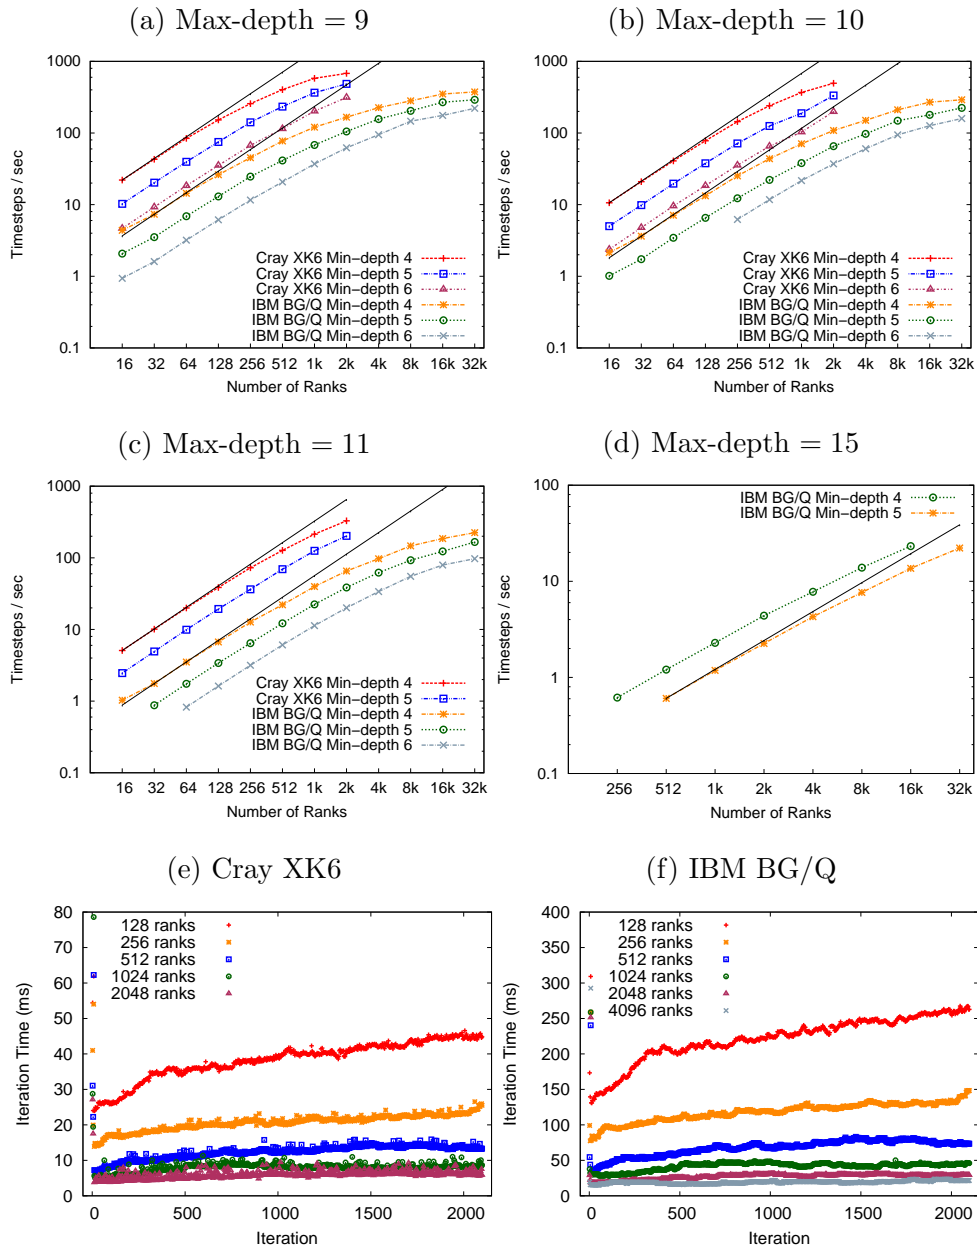 (a) Max-depth = 9
1000
100
10
1
0.1
Timesteps / sec
Cray XK6 Min-depth 4
Cray XK6 Min-depth 5
Cray XK6 Min-depth 6
IBM BG/Q Min-depth 4
IBM BG/Q Min-depth 5
IBM BG/Q Min-depth 6
16 32 64 128 256 512 1k 2k 4k 8k 16k 32k
Number of Ranks
(b) Max-depth = 10
1000
100
10
1
0.1
Timesteps / sec
Cray XK6 Min-depth 4
Cray XK6 Min-depth 5
Cray XK6 Min-depth 6
IBM BG/Q Min-depth 4
IBM BG/Q Min-depth 5
IBM BG/Q Min-depth 6
16 32 64 128 256 512 1k 2k 4k 8k 16k 32k
Number of Ranks
(c) Max-depth = 11
1000
100
10
1
0.1
Timesteps / sec
Cray XK6 Min-depth 4
Cray XK6 Min-depth 5
IBM BG/Q Min-depth 4
IBM BG/Q Min-depth 5
IBM BG/Q Min-depth 6
16 32 64 128 256 512 1k 2k 4k 8k 16k 32k
Number of Ranks
(d) Max-depth = 15
100
10
1
0.1
Timesteps / sec
IBM BG/Q Min-depth 4
IBM BG/Q Min-depth 5
256 512 1k 2k 4k 8k 16k 32k
Number of Ranks
(e) Cray XK6
80
70
60
50
40
30
20
10
0
Iteration Time (ms)
128 ranks
256 ranks
512 ranks
1024 ranks
2048 ranks
0 500 1000 1500 2000
Iteration
(f) IBM BG/Q
400
350
300
250
200
150
100
50
0
Iteration Time (ms)
128 ranks
256 ranks
512 ranks
1024 ranks
2048 ranks
4096 ranks
0 500 1000 1500 2000
Iteration